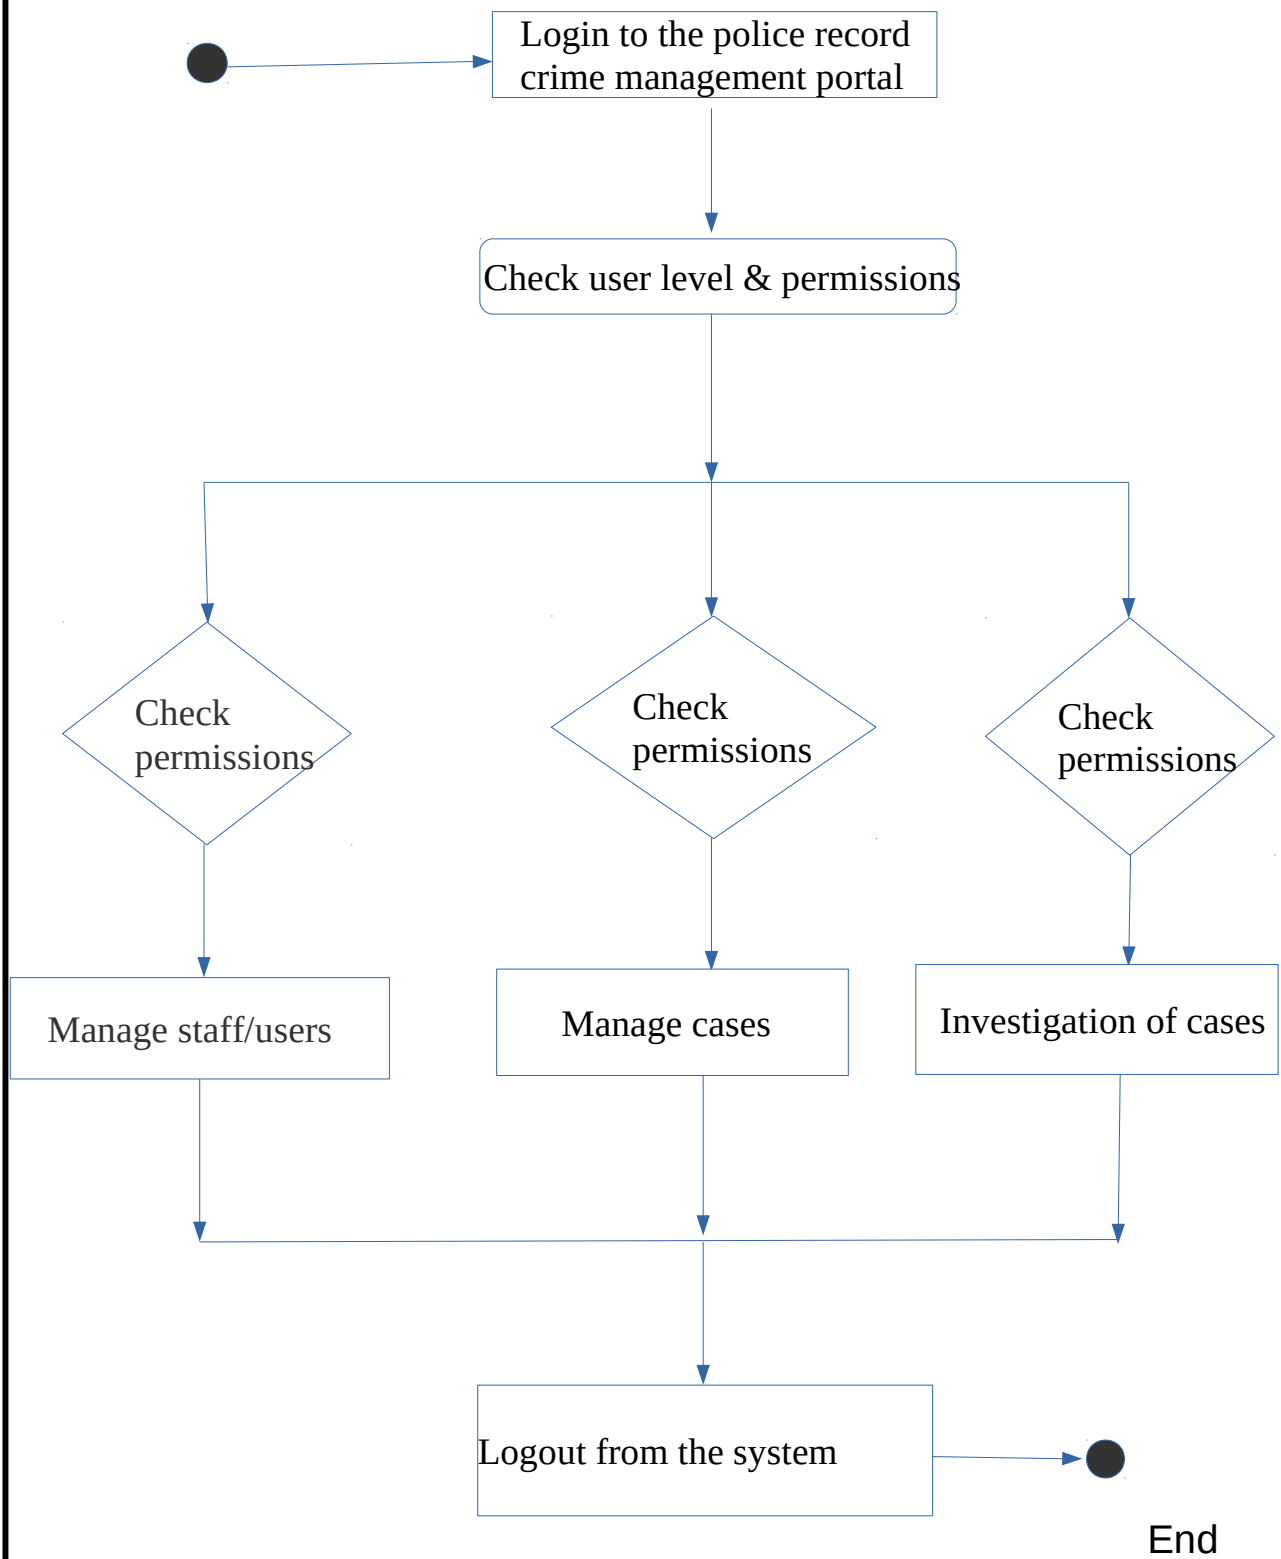 Login to the police record
crime management portal
Check user level & permissions
Check
permissions
Check
permissions
Check
permissions
Manage staff/users
Manage cases
Investigation of cases
Logout from the system
End